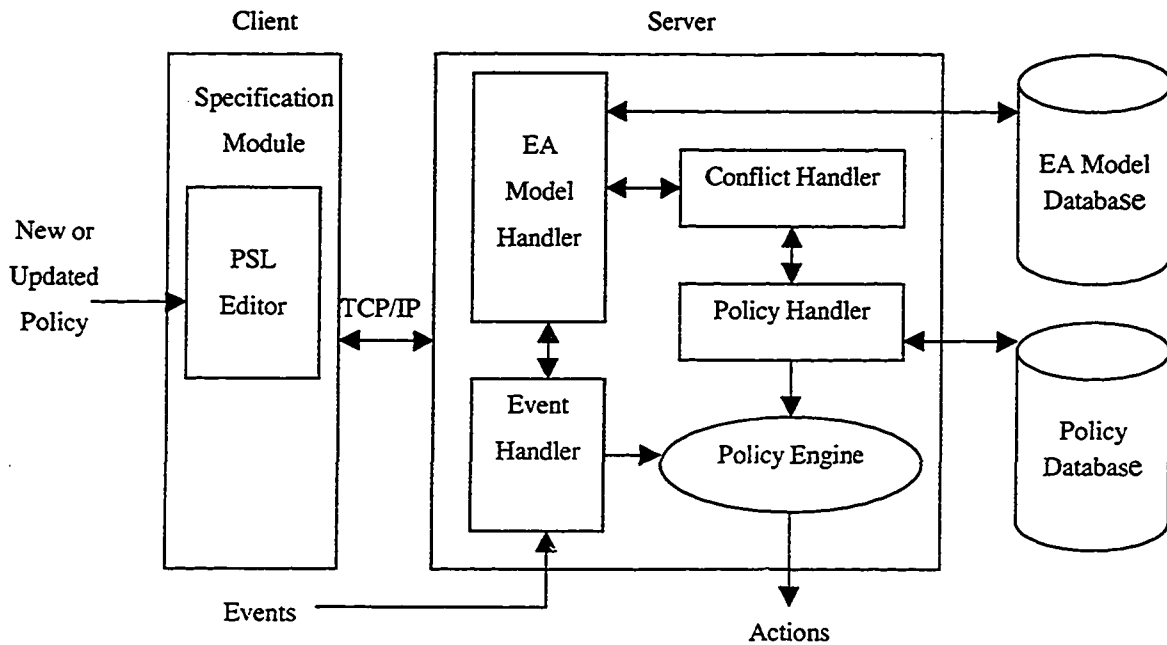 Client
Server
Specification
Module
New or
Updated
Policy
PSL
Editor
TCP/IP
EA
Model
Handler
Conflict Handler
Policy Handler
Event
Handler
Policy Engine
EA Model
Database
Policy
Database
Events
Actions